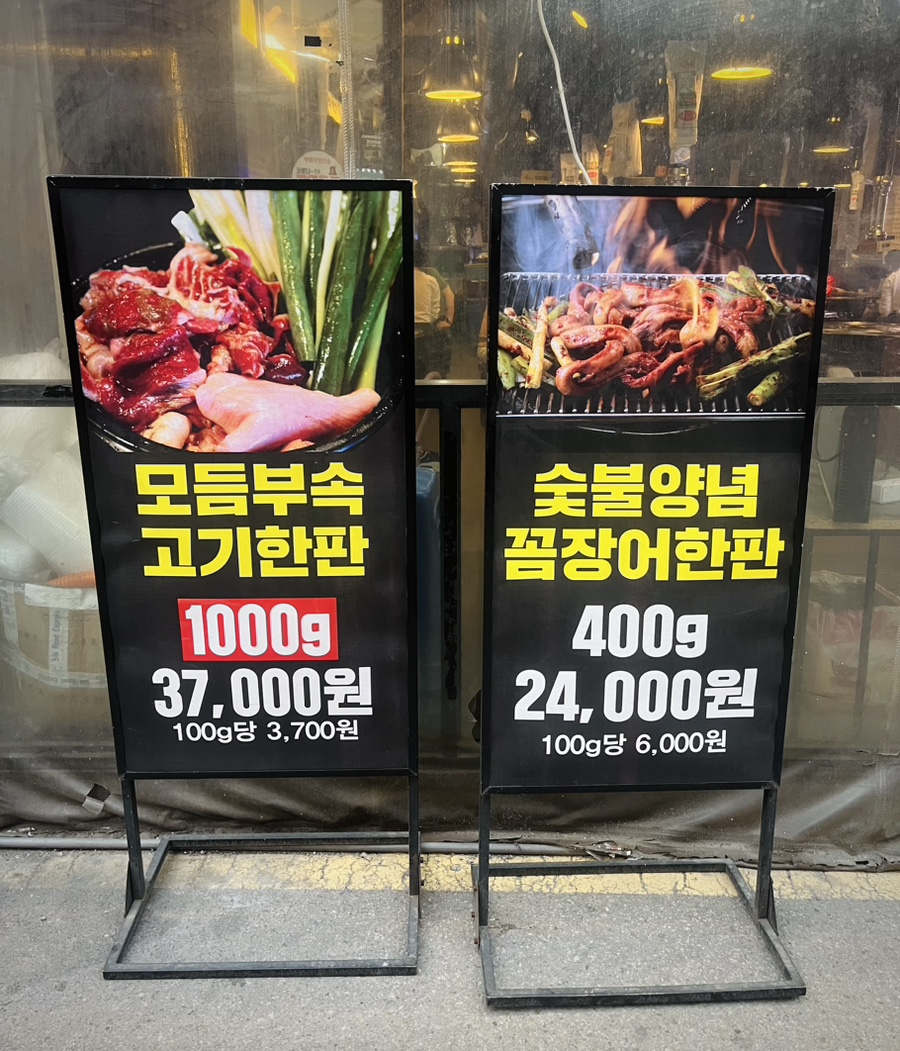 모듬부속
고기한판
1000g
37,000원
100g당 3,700원
숯불양념
꼼장어한판
400g
24,000원
100g당 6,000원